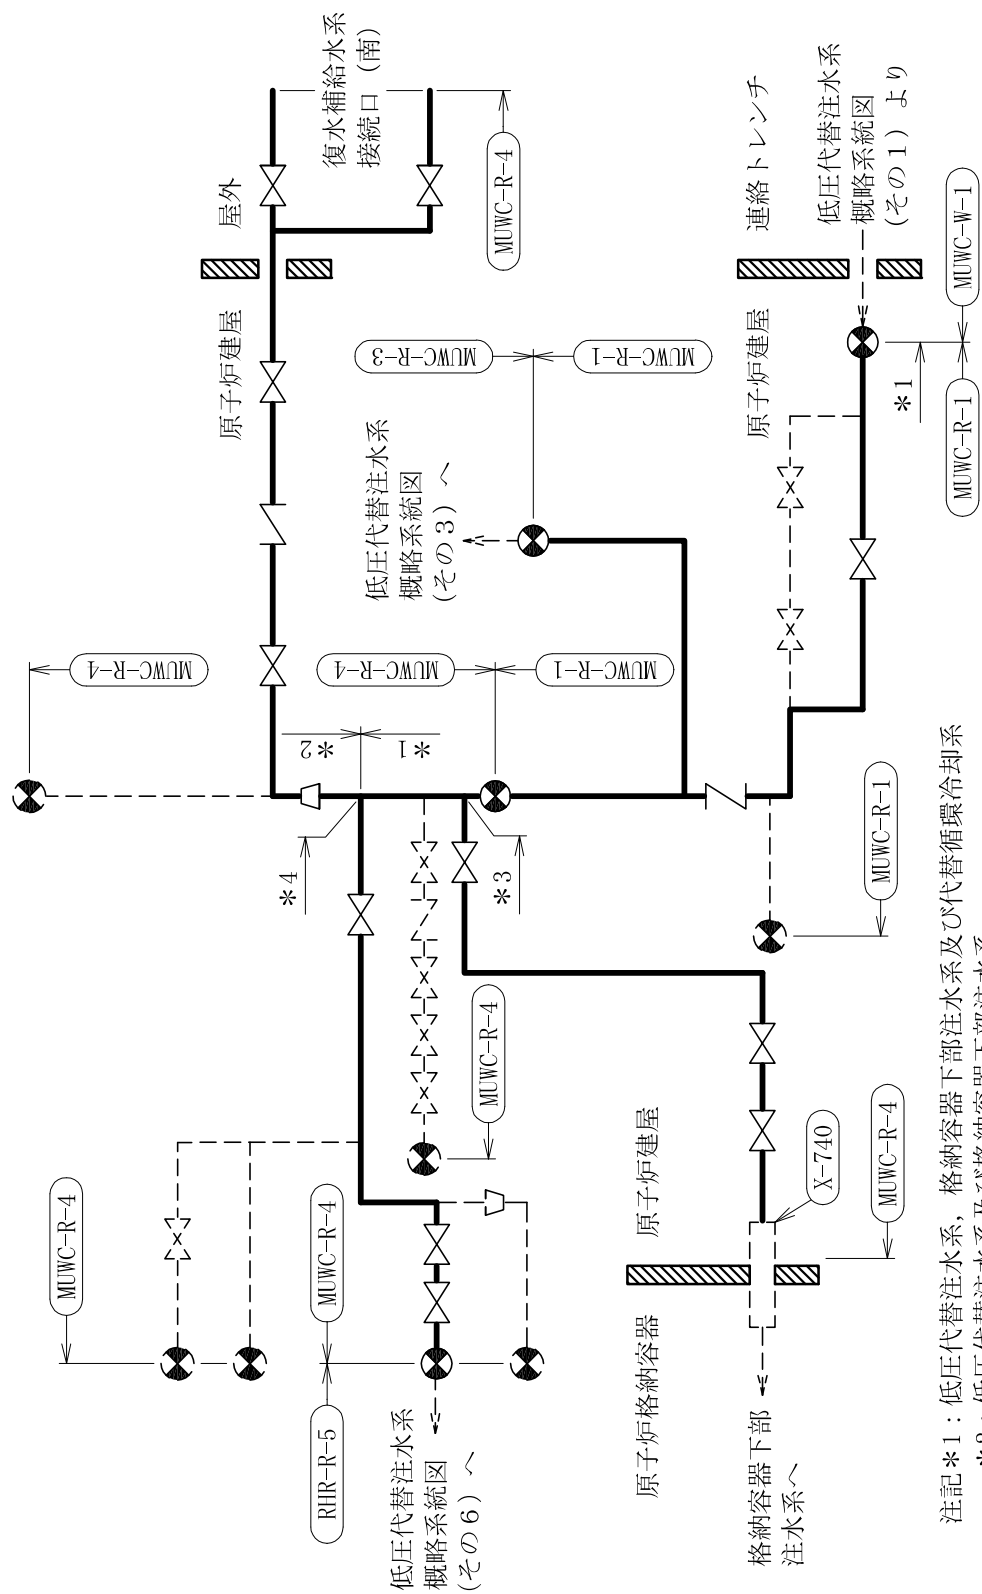 復水補給水系
接続口（南）
MUWC-R-4
屋外
原子炉建屋
連絡トレンチ
低圧代替注水系
概略系統図
(その1) より
MUWC-W-1
MUWC-R-1
*1
原子炉建屋
MUWC-R-3
MUWC-R-1
低圧代替注水系
概略系統図
(その3) へ
MUWC-R-4
MUWC-R-4
MUWC-R-1
*2
*1
*4
*3
MUWC-R-1
MUWC-R-4
MUWC-R-4
MUWC-R-4
RHR-R-5
低圧代替注水系
概略系統図
(その6) へ
原子炉建屋
X-740
MUWC-R-4
原子炉格納容器
格納容器下部
注水系へ
注記*1：低圧代替注水系，格納容器下部注水系及び代替循環冷却系